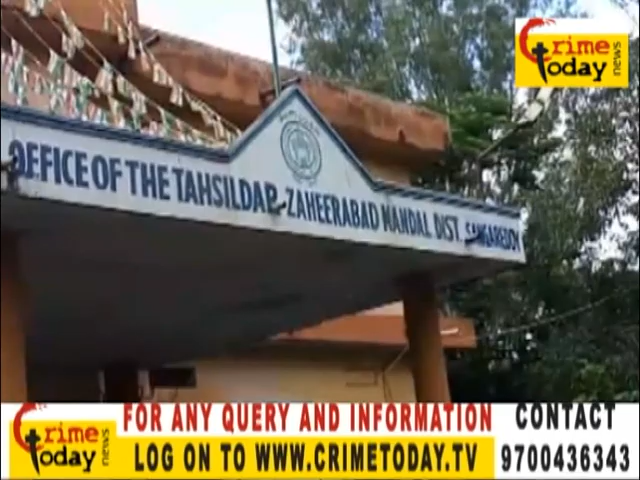 Crime
Today
news
OFFICE OF THE TAHSILDAR ZAHEERABAD MANDAL DIST. SANGAREDDY
Crime
Today
news
FOR ANY QUERY AND INFORMATION
LOG ON TO WWW.CRIMETODAY.TV
CONTACT
9700436343